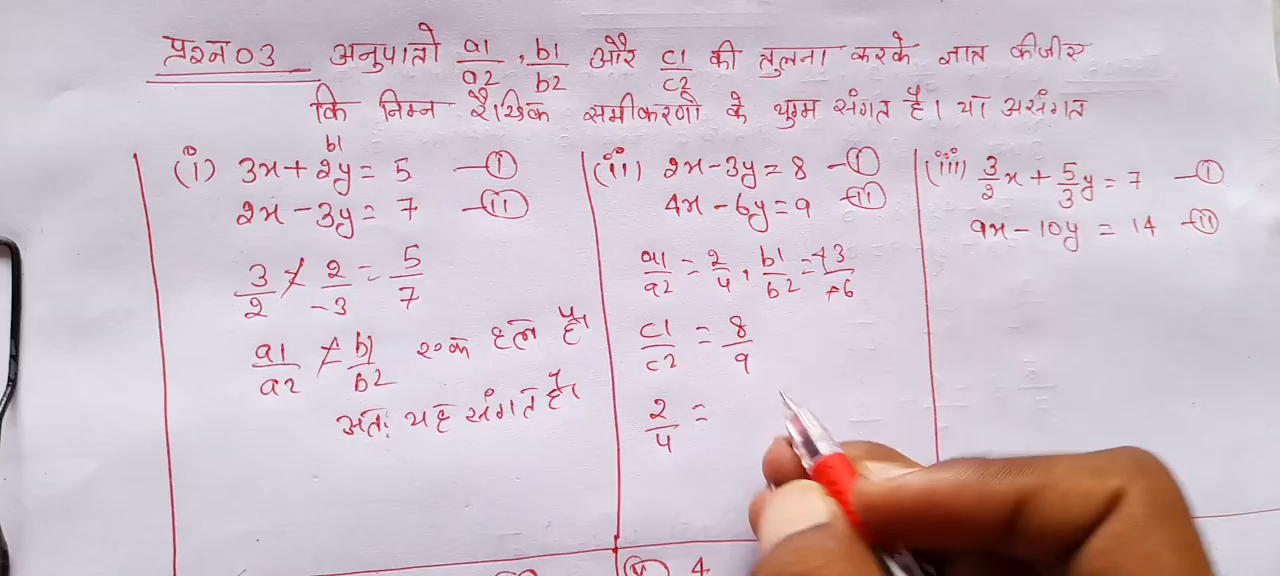 प्रश्न 03 अनुपातो a1/a2, b1/b2 और c1/c2 की तुलना करके ज्ञात कीजीए
कि निम्न रैखिक समीकरणो के युग्म संगत है। या असंगत
b1
(i) 3x + 2y = 5 —(i)
2x - 3y = 7 —(ii)
3/2 ≠ 2/-3 = 5/7
a1/a2 ≠ b1/b2 एक हल है।
अतः यह संगत है।
(ii) 2x - 3y = 8 —(i)
4x - 6y = 9 —(ii)
a1/a2 = 2/4, b1/b2 = +3/+6
c1/c2 = 8/9
2/4 =
(iii) 3/2x + 5/3y = 7 —(i)
9x - 10y = 14 —(ii)
4